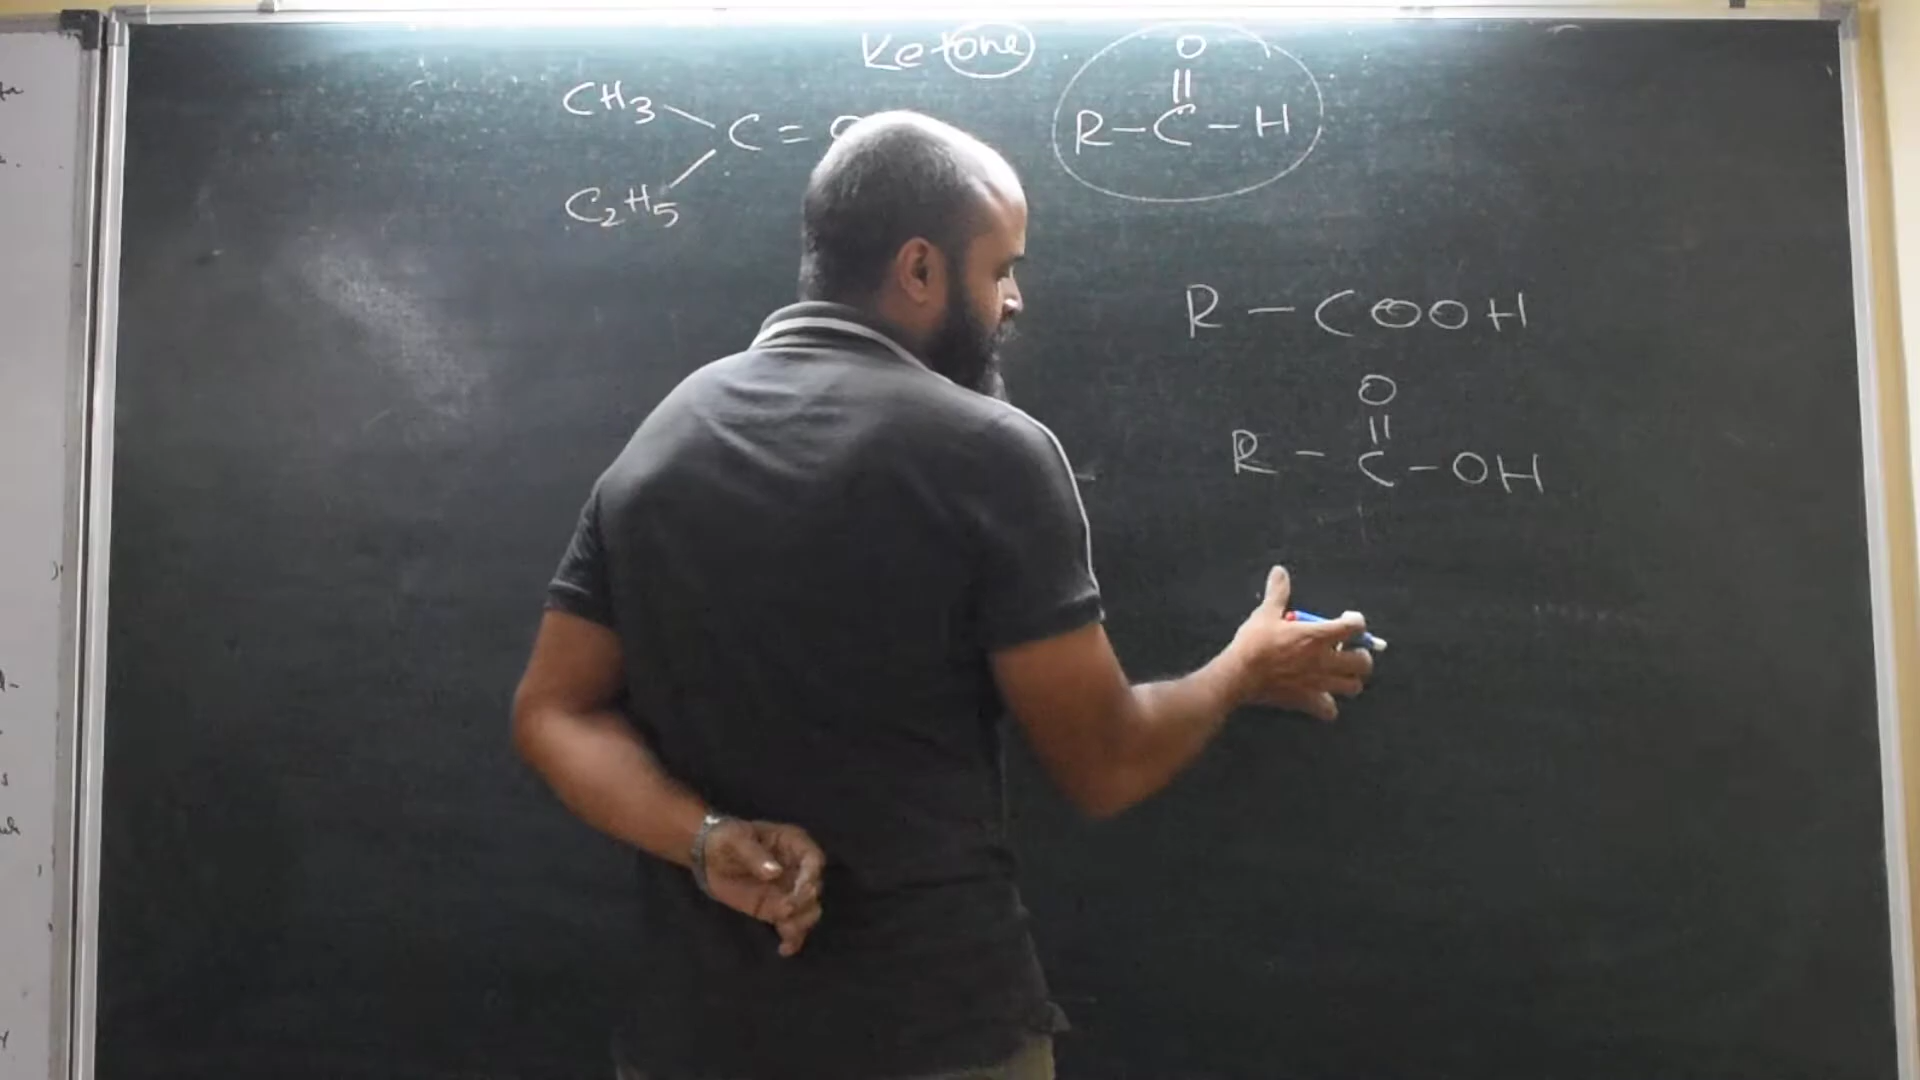 Ketone
CH3
C =
C2H5
O
||
R - C - H
R - COOH
O
||
R - C - OH